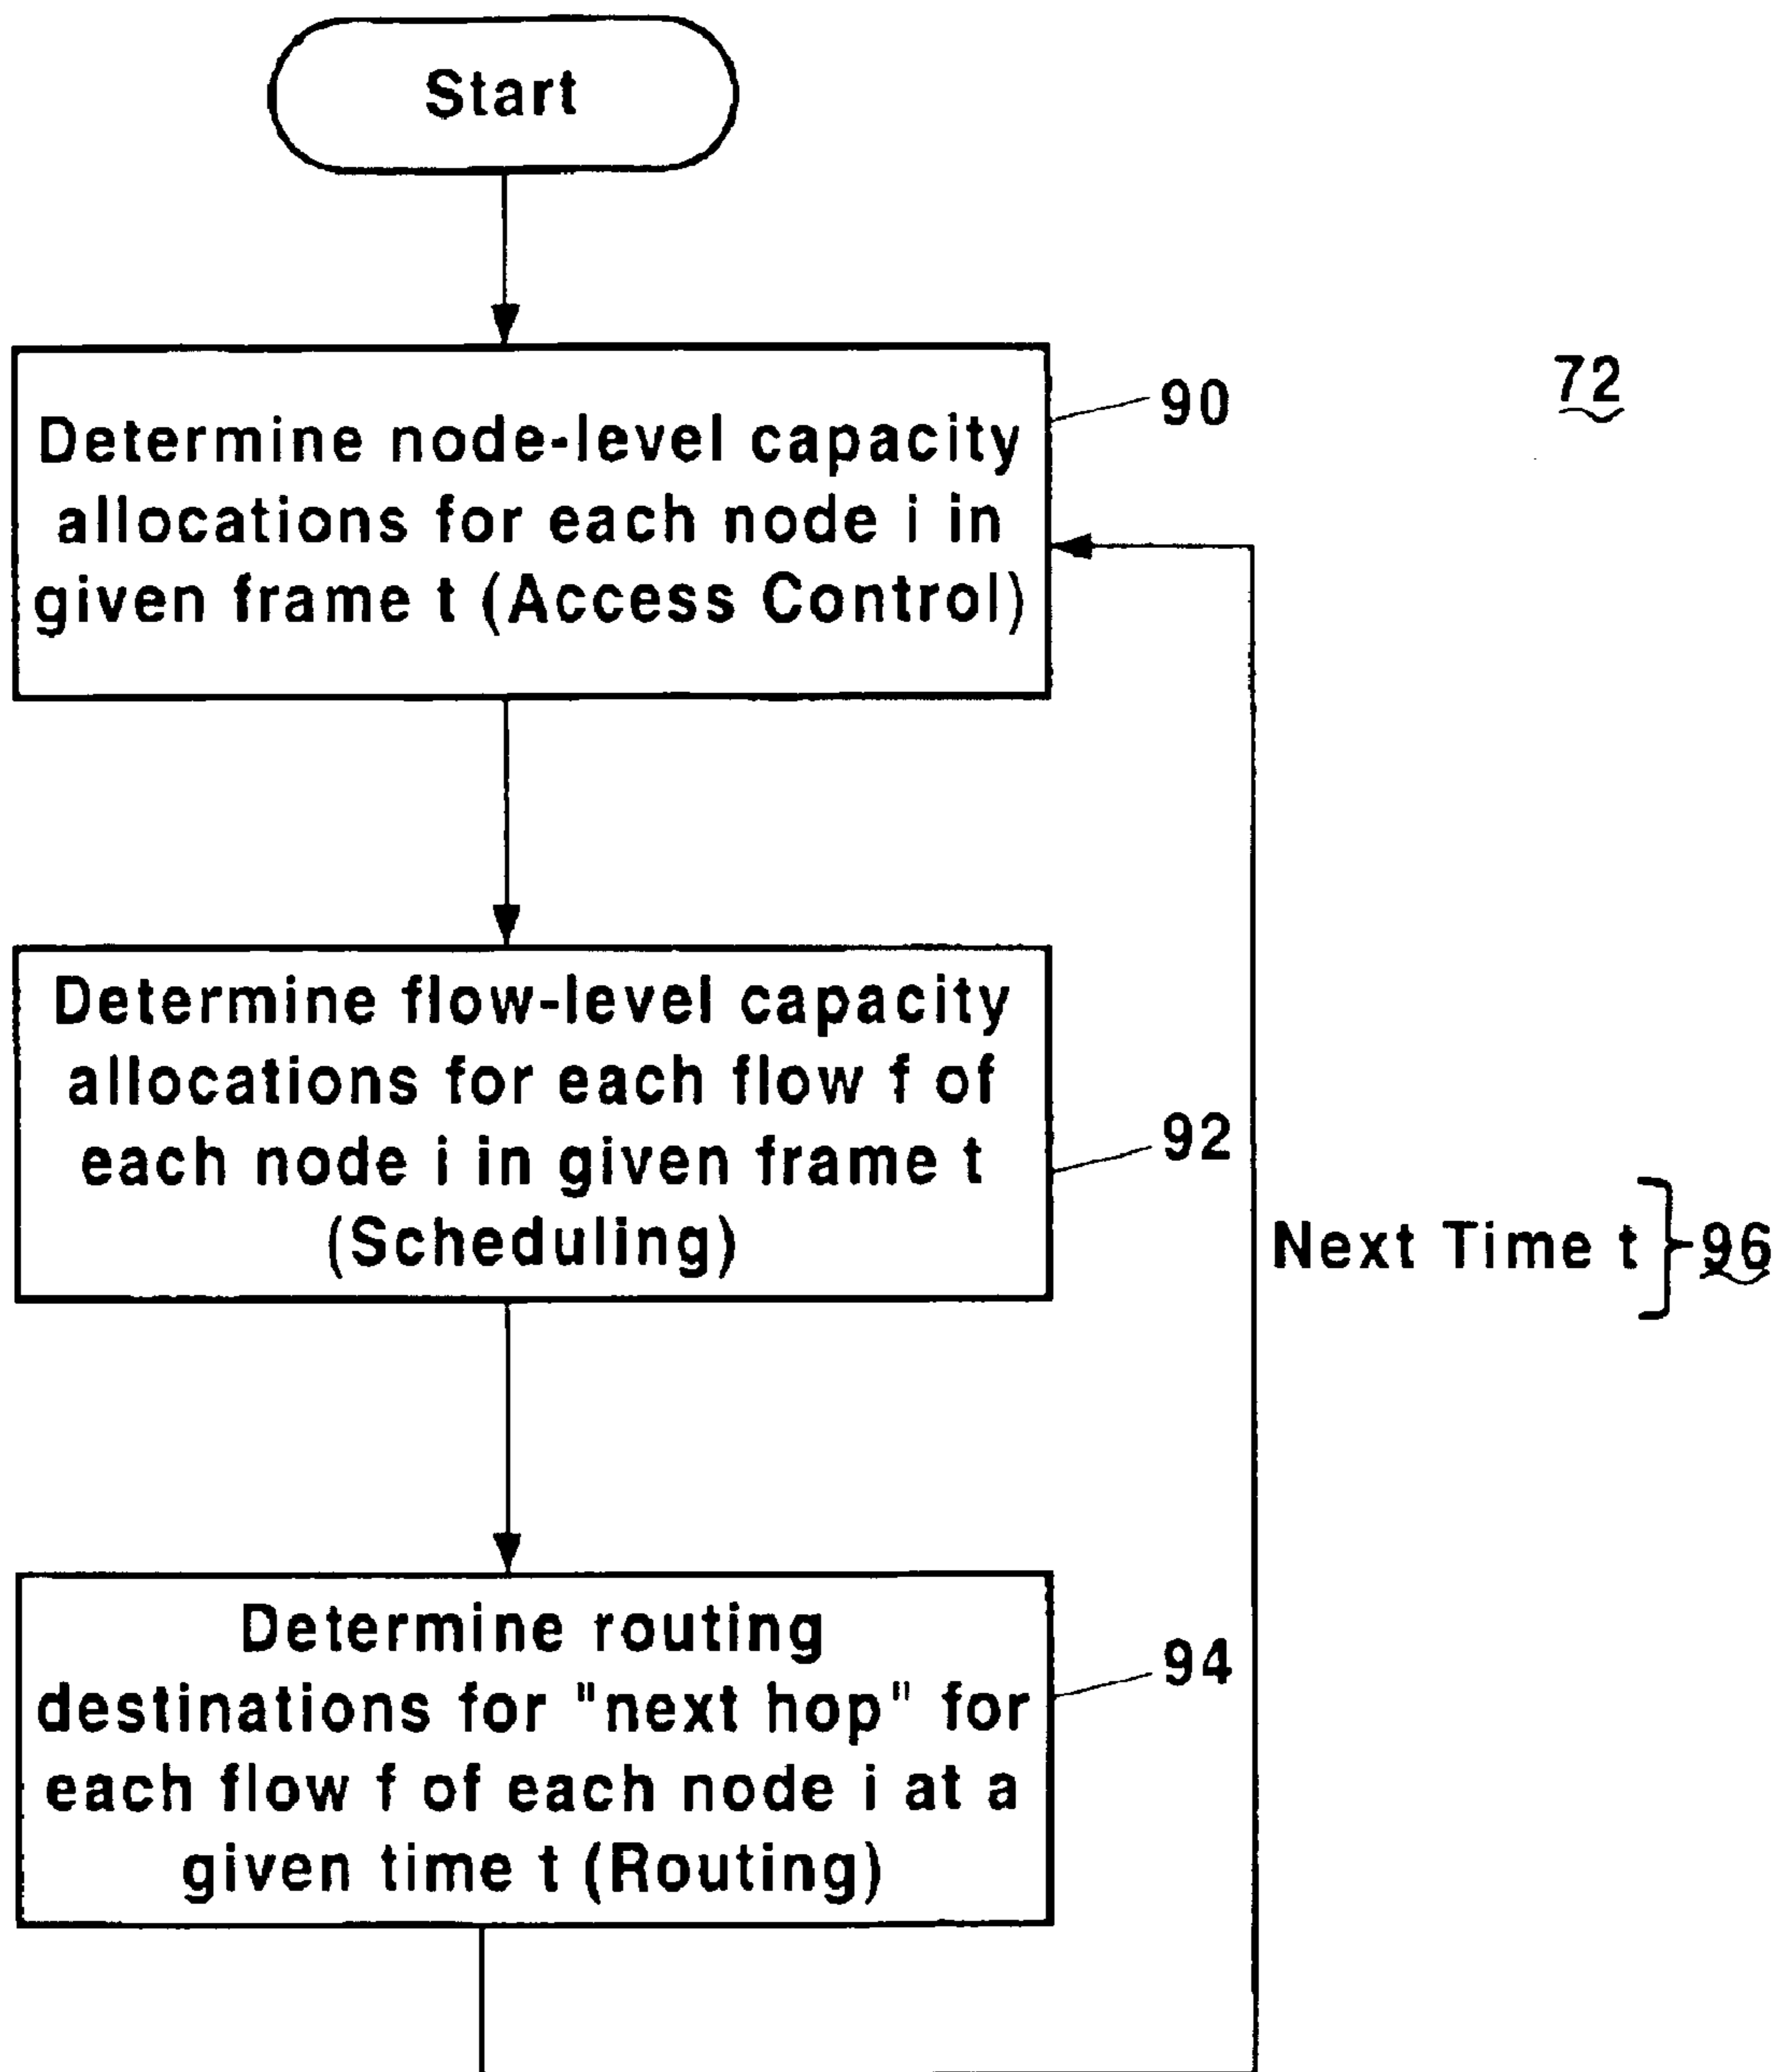 Start
Determine node-level capacity
allocations for each node i in
given frame t (Access Control)
90
72
Determine flow-level capacity
allocations for each flow f of
each node i in given frame t
(Scheduling)
92
Next Time t
96
Determine routing
destinations for "next hop" for
each flow f of each node i at a
given time t (Routing)
94